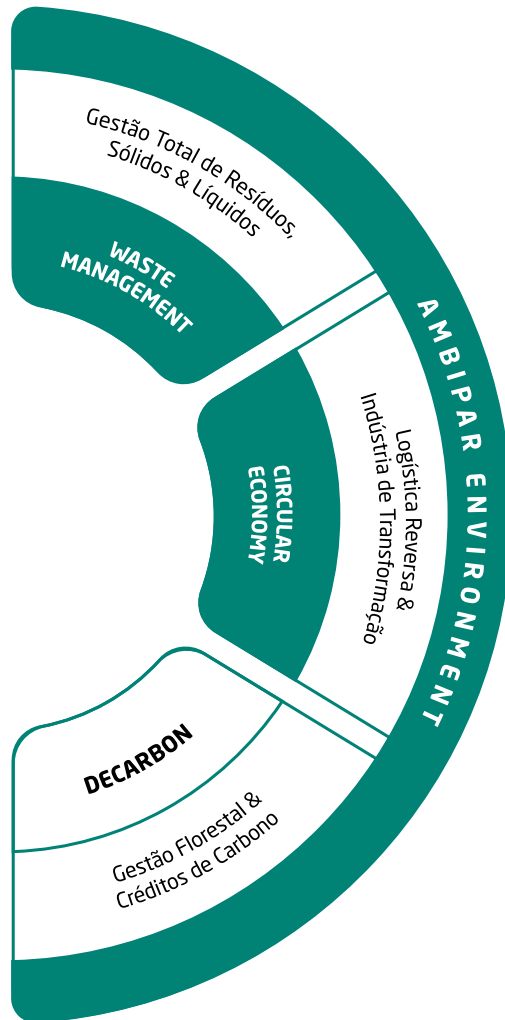 Gestão Total de Resíduos,
Sólidos & Líquidos
WASTE
MANAGEMENT
AMBIPAR ENVIRONMENT
Logística Reversa &
Indústria de Transformação
CIRCULAR
ECONOMY
DECARBON
Gestão Florestal &
Créditos de Carbono